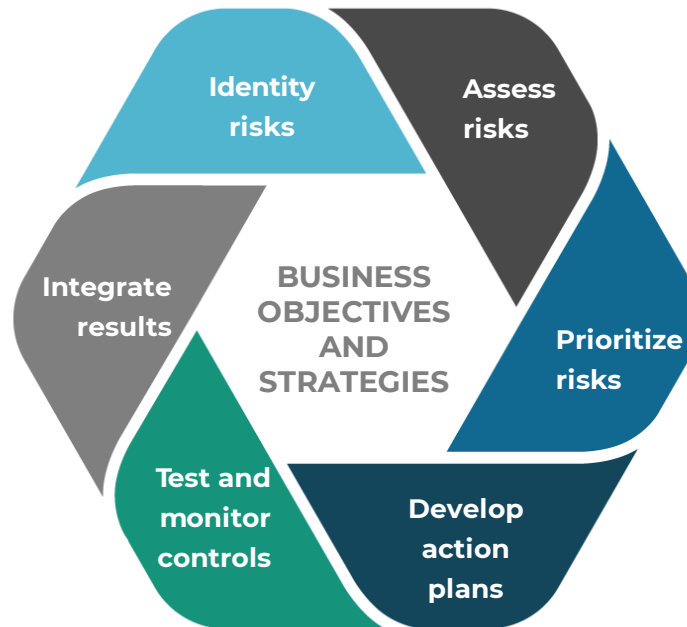 Identity
risks
Assess
risks
Prioritize
risks
Develop
action
plans
Test and
monitor
controls
Integrate
results
BUSINESS
OBJECTIVES
AND
STRATEGIES